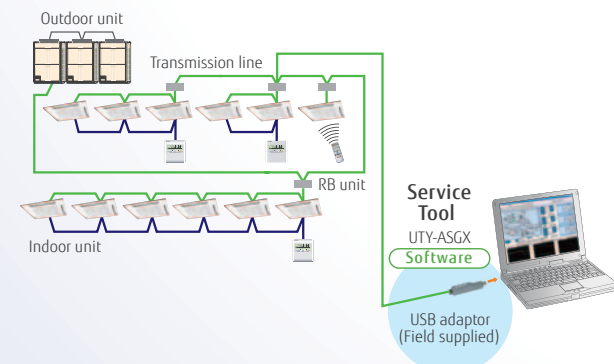 Outdoor unit
Transmission line
RB unit
Indoor unit
Service
Tool
UTY-ASGX
Software
USB adaptor
(Field supplied)